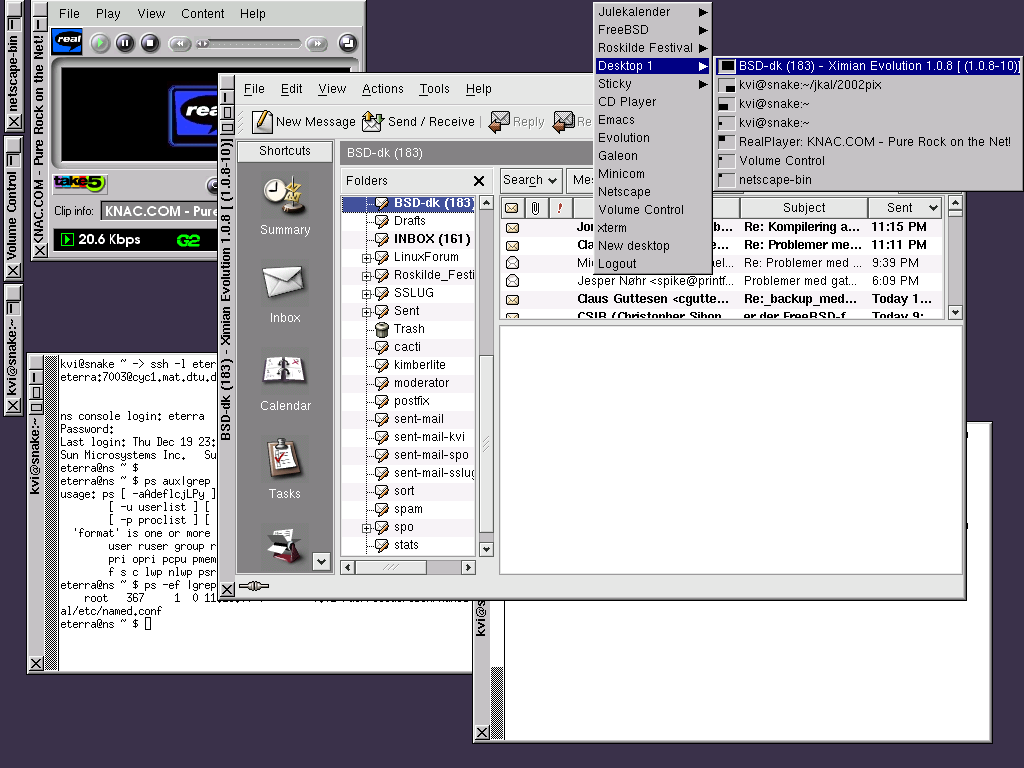 netscape-bin
Volume Control
kvi@snake:~
KNAC.COM - Pure Rock on the Net!
File Play View Content Help
real
take5
Clip info: KNAC.COM - Pure
20.6 Kbps G2
BSD-dk (183) - Ximian Evolution 1.0.8 [ (1.0.8-10)]
File Edit View Actions Tools Help
New Message Send / Receive Reply Re
Shortcuts
BSD-dk (183)
Summary
Inbox
Calendar
Tasks
Folders
BSD-dk (183)
Drafts
INBOX (161)
LinuxForum
Roskilde_Festi
SSLUG
Sent
Trash
cacti
kimberlite
moderator
postfix
sent-mail
sent-mail-kvi
sent-mail-spo
sent-mail-sslug
sort
spam
spo
stats
Search
Subject Sent
Re: Kompilering a... 11:15 PM
Re: Problemer me... 11:11 PM
Re: Problemer med ... 9:39 PM
Jesper Nøhr <spike@printf... Problemer med gat... 6:09 PM
Claus Guttesen <cgutte... Re:_backup_med... Today 1...
CSIR (Christopher Sibon er der FreeBSD-f Today 9:
Julekalender
FreeBSD
Roskilde Festival
Desktop 1
Sticky
CD Player
Emacs
Evolution
Galeon
Minicom
Netscape
Volume Control
xterm
New desktop
Logout
BSD-dk (183) - Ximian Evolution 1.0.8 [ (1.0.8-10)]
kvi@snake:~/jkal/2002pix
kvi@snake:~
kvi@snake:~
RealPlayer: KNAC.COM - Pure Rock on the Net!
Volume Control
netscape-bin
kvi@snake:~
kvi@snake ~ -> ssh -l eter
eterra:7003@cyc1.mat.dtu.d
ns console login: eterra
Password:
Last login: Thu Dec 19 23:
Sun Microsystems Inc. Su
eterra@ns ~ $
eterra@ns ~ $ ps aux|grep
usage: ps [ -aAdeflcjLPy ]
[ -u userlist ] [
[ -p proclist ] [
'format' is one or more
user ruser group r
pri opri pcpu pmem
f s c lwp nlwp psr
eterra@ns ~ $ ps -ef |grep
root 367 1 0
al/etc/named.conf
eterra@ns ~ $
kvi@s